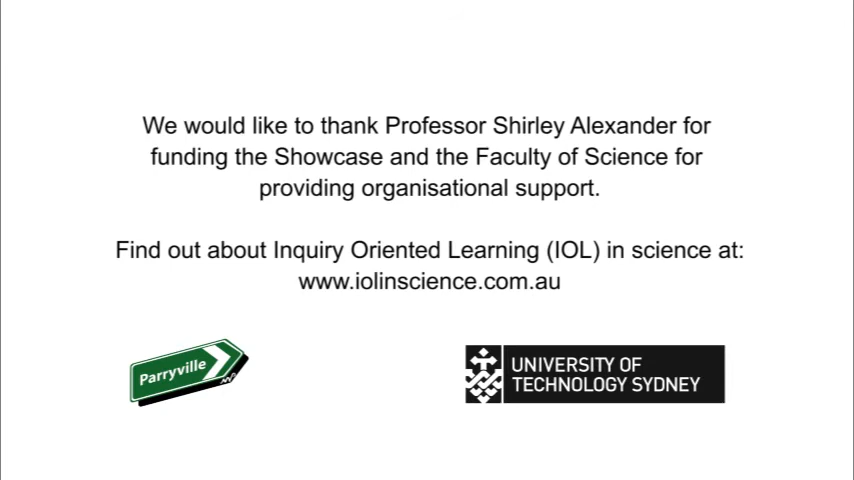 We would like to thank Professor Shirley Alexander for
funding the Showcase and the Faculty of Science for
providing organisational support.
Find out about Inquiry Oriented Learning (IOL) in science at:
www.iolinscience.com.au
Parryville
UNIVERSITY OF
TECHNOLOGY SYDNEY